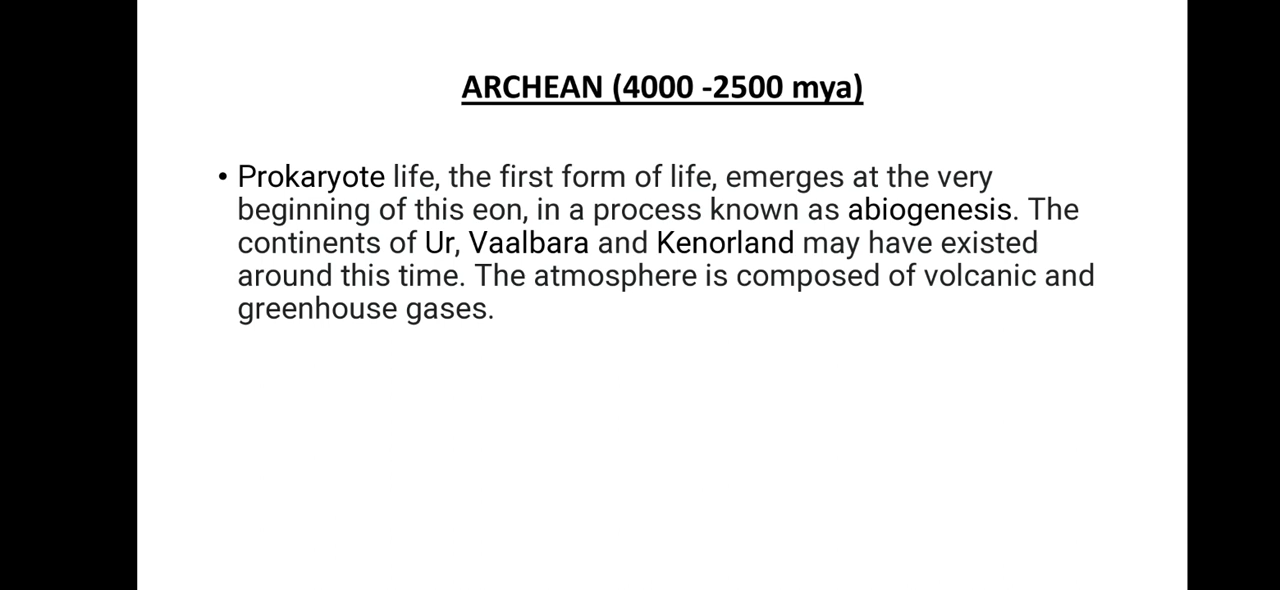 ARCHEAN (4000 -2500 mya)
• Prokaryote life, the first form of life, emerges at the very
beginning of this eon, in a process known as abiogenesis. The
continents of Ur, Vaalbara and Kenorland may have existed
around this time. The atmosphere is composed of volcanic and
greenhouse gases.